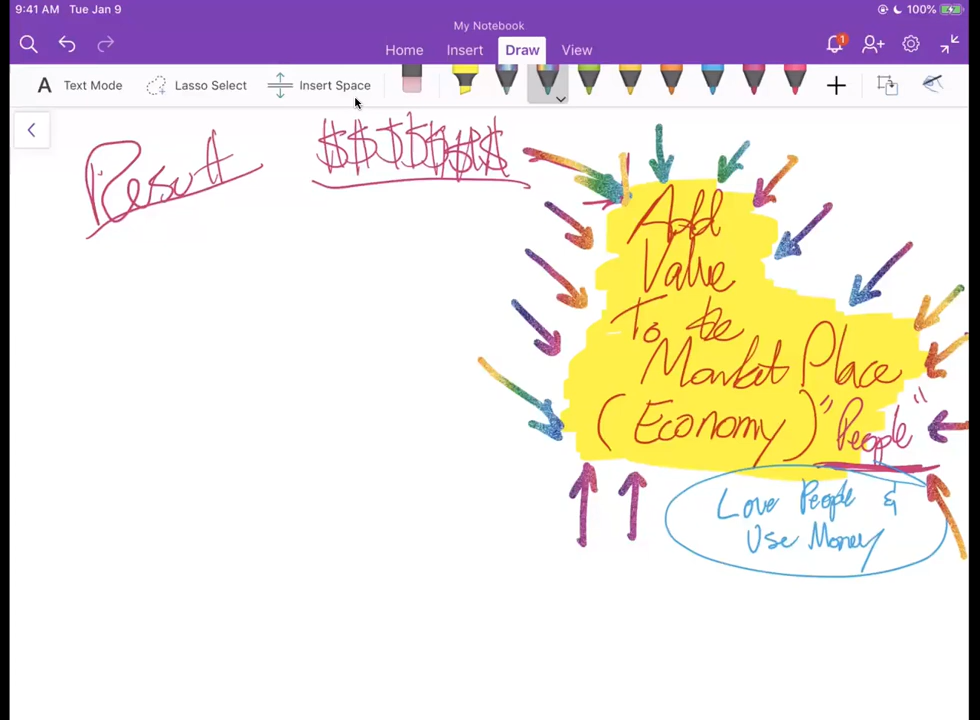 9:41 AM Tue Jan 9
100%
My Notebook
Home Insert Draw View
1
A Text Mode Lasso Select Insert Space
Result $$$$$$$$
Add
Value
To the
Market Place
(Economy) "People"
Love People &
Use Money